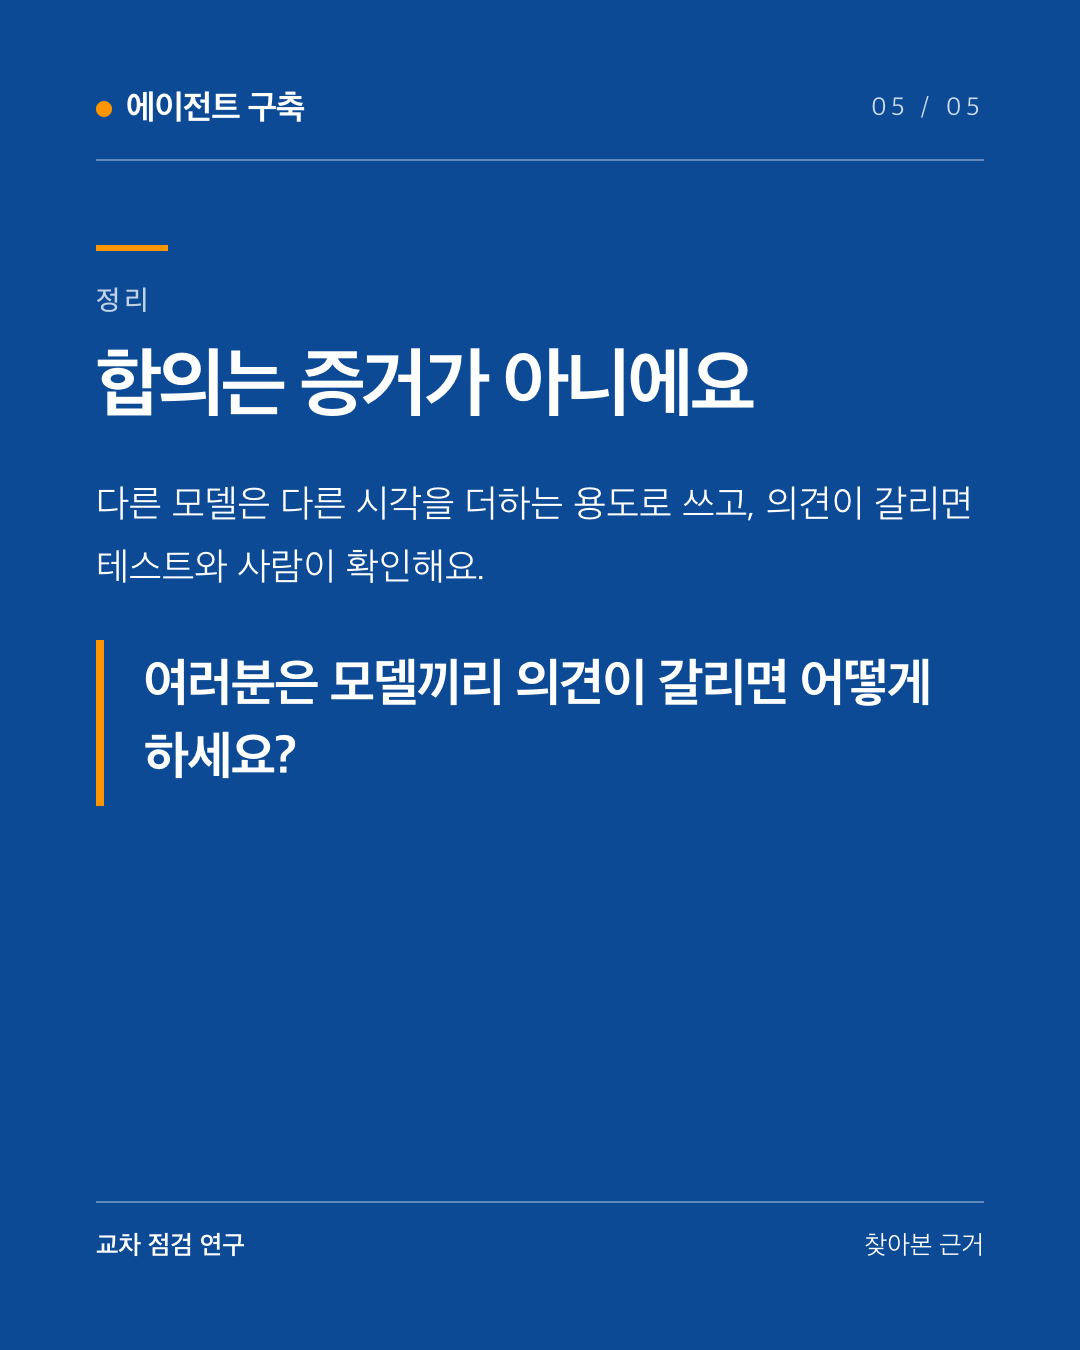 에이전트 구축
05 / 05
정리
합의는 증거가 아니에요
다른 모델은 다른 시각을 더하는 용도로 쓰고, 의견이 갈리면
테스트와 사람이 확인해요.
여러분은 모델끼리 의견이 갈리면 어떻게
하세요?
교차 점검 연구
찾아본 근거